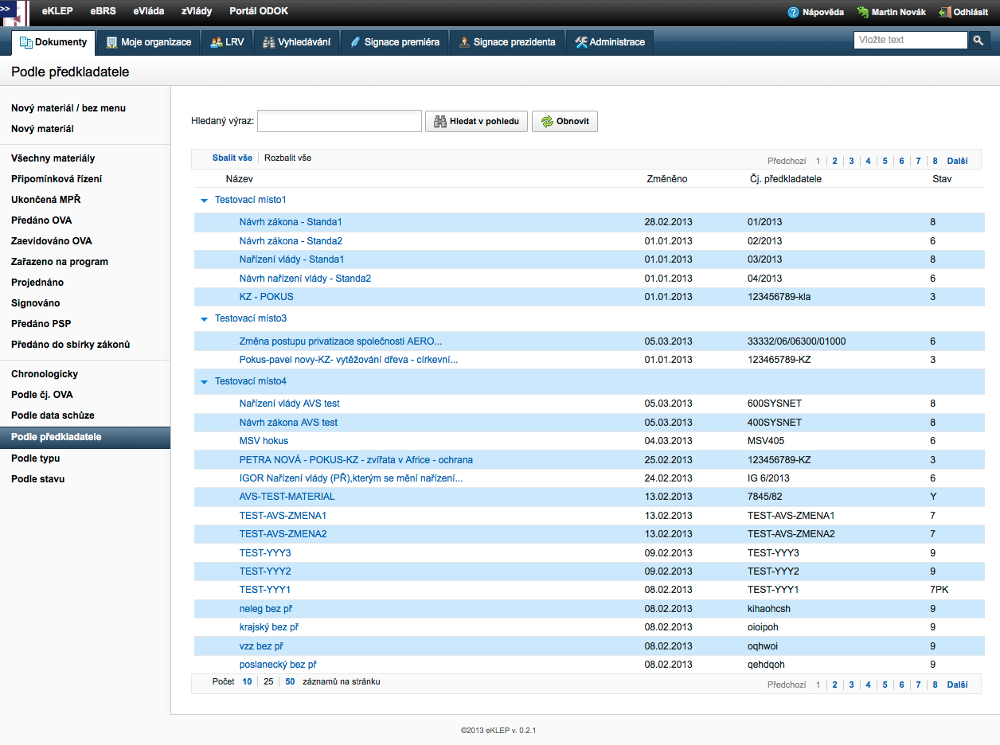 >> eKLEP eBRS eVláda zVlády Portál ODOK Nápověda Martin Novák Odhlásit
Dokumenty Moje organizace LRV Vyhledávání Signace premiéra Signace prezidenta Administrace Vložte text
Podle předkladatele
Nový materiál / bez menu
Nový materiál
Všechny materiály
Připomínková řízení
Ukončená MPŘ
Předáno OVA
Zaevidováno OVA
Zařazeno na program
Projednáno
Signováno
Předáno PSP
Předáno do sbírky zákonů
Chronologicky
Podle čj. OVA
Podle data schůze
Podle předkladatele
Podle typu
Podle stavu
Hledaný výraz: Hledat v pohledu Obnovit
Sbalit vše Rozbalit vše Předchozí 1 2 3 4 5 6 7 8 Další
Název Změněno Čj. předkladatele Stav
Testovací místo1
Návrh zákona - Standa1 28.02.2013 01/2013 8
Návrh zákona - Standa2 01.01.2013 02/2013 6
Nařízení vlády - Standa1 01.01.2013 03/2013 8
Návrh nařízení vlády - Standa2 01.01.2013 04/2013 6
KZ - POKUS 01.01.2013 123456789-kla 3
Testovací místo3
Změna postupu privatizace společnosti AERO... 05.03.2013 33332/06/06300/01000 6
Pokus-pavel novy-KZ- vytěžování dřeva - církevní... 01.01.2013 123465789-KZ 3
Testovací místo4
Nařízení vlády AVS test 05.03.2013 600SYSNET 8
Návrh zákona AVS test 05.03.2013 400SYSNET 8
MSV hokus 04.03.2013 MSV405 6
PETRA NOVÁ - POKUS-KZ - zvířata v Africe - ochrana 25.02.2013 123456789-KZ 3
IGOR Nařízení vlády (PŘ),kterým se mění nařízení... 24.02.2013 IG 6/2013 6
AVS-TEST-MATERIAL 13.02.2013 7845/82 Y
TEST-AVS-ZMENA1 13.02.2013 TEST-AVS-ZMENA1 7
TEST-AVS-ZMENA2 13.02.2013 TEST-AVS-ZMENA2 7
TEST-YYY3 09.02.2013 TEST-YYY3 9
TEST-YYY2 09.02.2013 TEST-YYY2 9
TEST-YYY1 08.02.2013 TEST-YYY1 7PK
neleg bez př 08.02.2013 kihaohcsh 9
krajský bez př 08.02.2013 oioipoh 9
vzz bez př 08.02.2013 oqhwoi 9
poslanecký bez př 08.02.2013 qehdqoh 9
Počet 10 25 50 záznamů na stránku Předchozí 1 2 3 4 5 6 7 8 Další
©2013 eKLEP v. 0.2.1